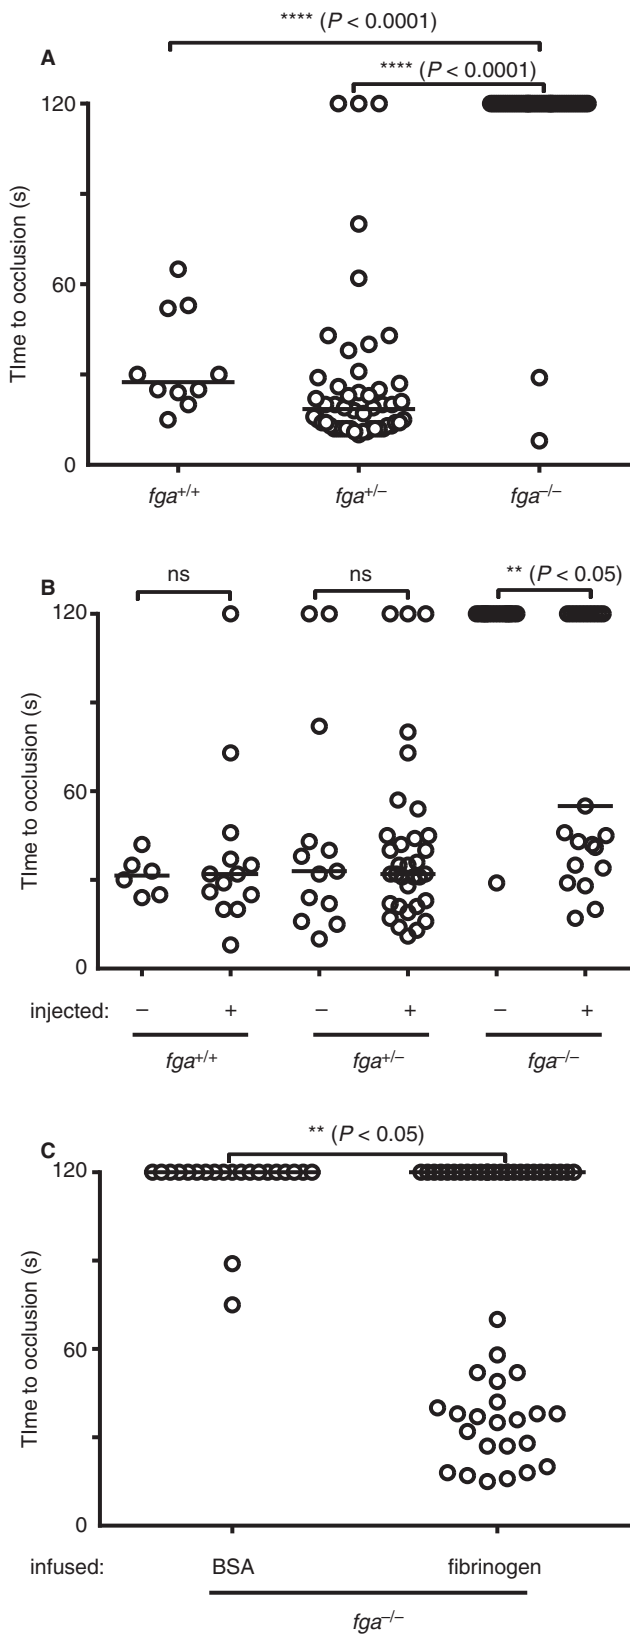 **** (P < 0.0001)
A
**** (P < 0.0001)
120
60
0
TIme to occlusion (s)
fga+/+ fga+/– fga–/–
B
ns ns ** (P < 0.05)
120
60
0
TIme to occlusion (s)
injected: – + – + – +
fga+/+ fga+/– fga–/–
C
** (P < 0.05)
120
60
0
TIme to occlusion (s)
infused: BSA fibrinogen
fga–/–